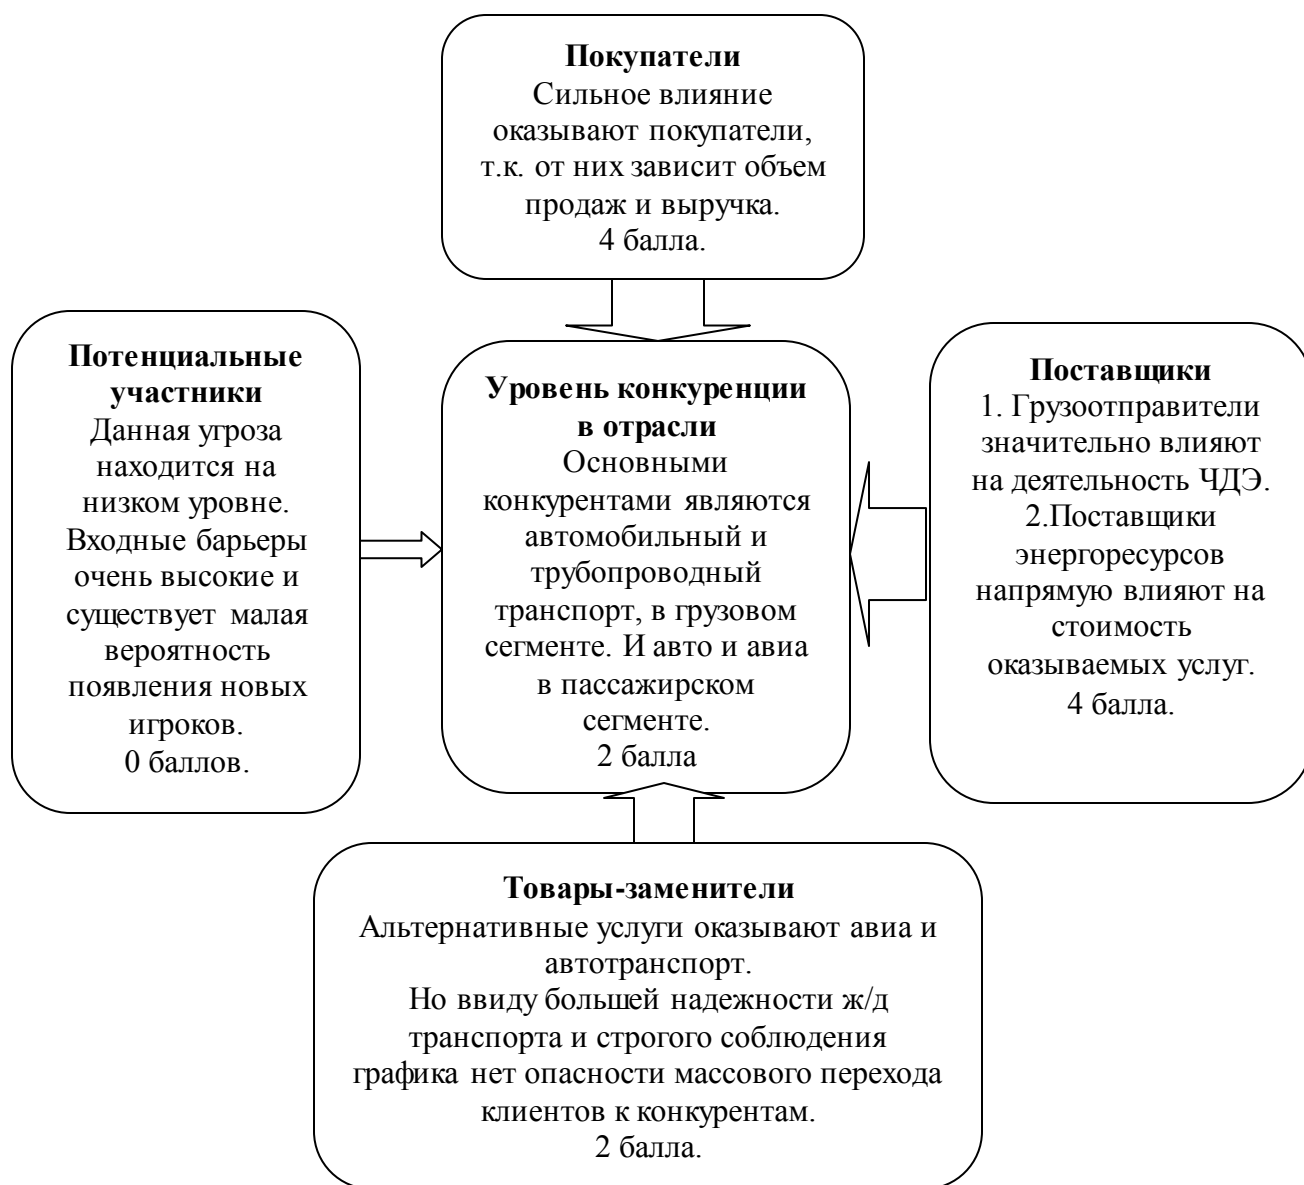 Покупатели
Сильное влияние
оказывают покупатели,
т.к. от них зависит объем
продаж и выручка.
4 балла.
Потенциальные
участники
Данная угроза
находится на
низком уровне.
Входные барьеры
очень высокие и
существует малая
вероятность
появления новых
игроков.
0 баллов.
Уровень конкуренции
в отрасли
Основными
конкурентами являются
автомобильный и
трубопроводный
транспорт, в грузовом
сегменте. И авто и авиа
в пассажирском
сегменте.
2 балла
Поставщики
1. Грузоотправители
значительно влияют
на деятельность ЧДЭ.
2.Поставщики
энергоресурсов
напрямую влияют на
стоимость
оказываемых услуг.
4 балла.
Товары-заменители
Альтернативные услуги оказывают авиа и
автотранспорт.
Но ввиду большей надежности ж/д
транспорта и строгого соблюдения
графика нет опасности массового перехода
клиентов к конкурентам.
2 балла.